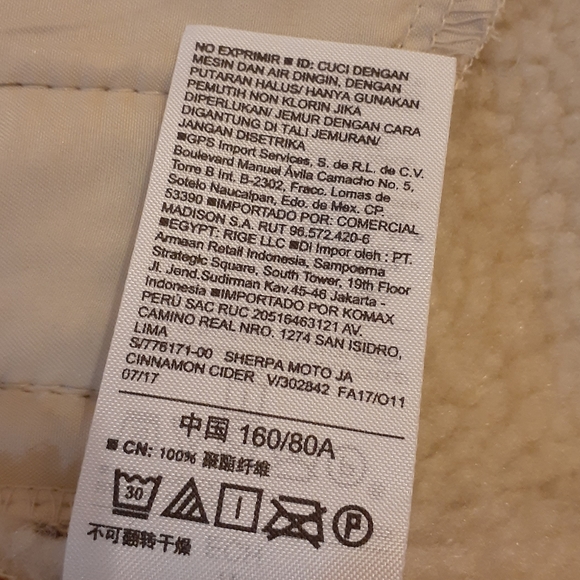 NO EXPRIMIR ■ ID: CUCI DENGAN
MESIN DAN AIR DINGIN, DENGAN
PUTARAN HALUS/ HANYA GUNAKAN
PEMUTIH NON KLORIN JIKA
DIPERLUKAN/ JEMUR DENGAN CARA
DIGANTUNG DI TALI JEMURAN/
JANGAN DISETRIKA
■GPS Import Services, S. de R.L. de C.V.
Boulevard Manuel Ávila Camacho No. 5,
Torre B Int. B-2302, Fracc. Lomas de
Sotelo Naucalpan, Edo. de Mex. CP.
53390 ■IMPORTADO POR: COMERCIAL
MADISON S.A. RUT 96.572.420-6
■EGYPT: RIGE LLC ■Di Impor oleh : PT.
Armaan Retail Indonesia, Sampoerna
Strategic Square, South Tower, 19th Floor
Jl. Jend.Sudirman Kav.45-46 Jakarta -
Indonesia ■IMPORTADO POR KOMAX
PERÚ SAC RUC 20516463121 AV.
CAMINO REAL NRO. 1274 SAN ISIDRO,
LIMA
S/776171-00 SHERPA MOTO JA
CINNAMON CIDER V/302842 FA17/O11
07/17
中国 160/80A
■ CN: 100% 聚酯纤维
30 P
不可翻转干燥